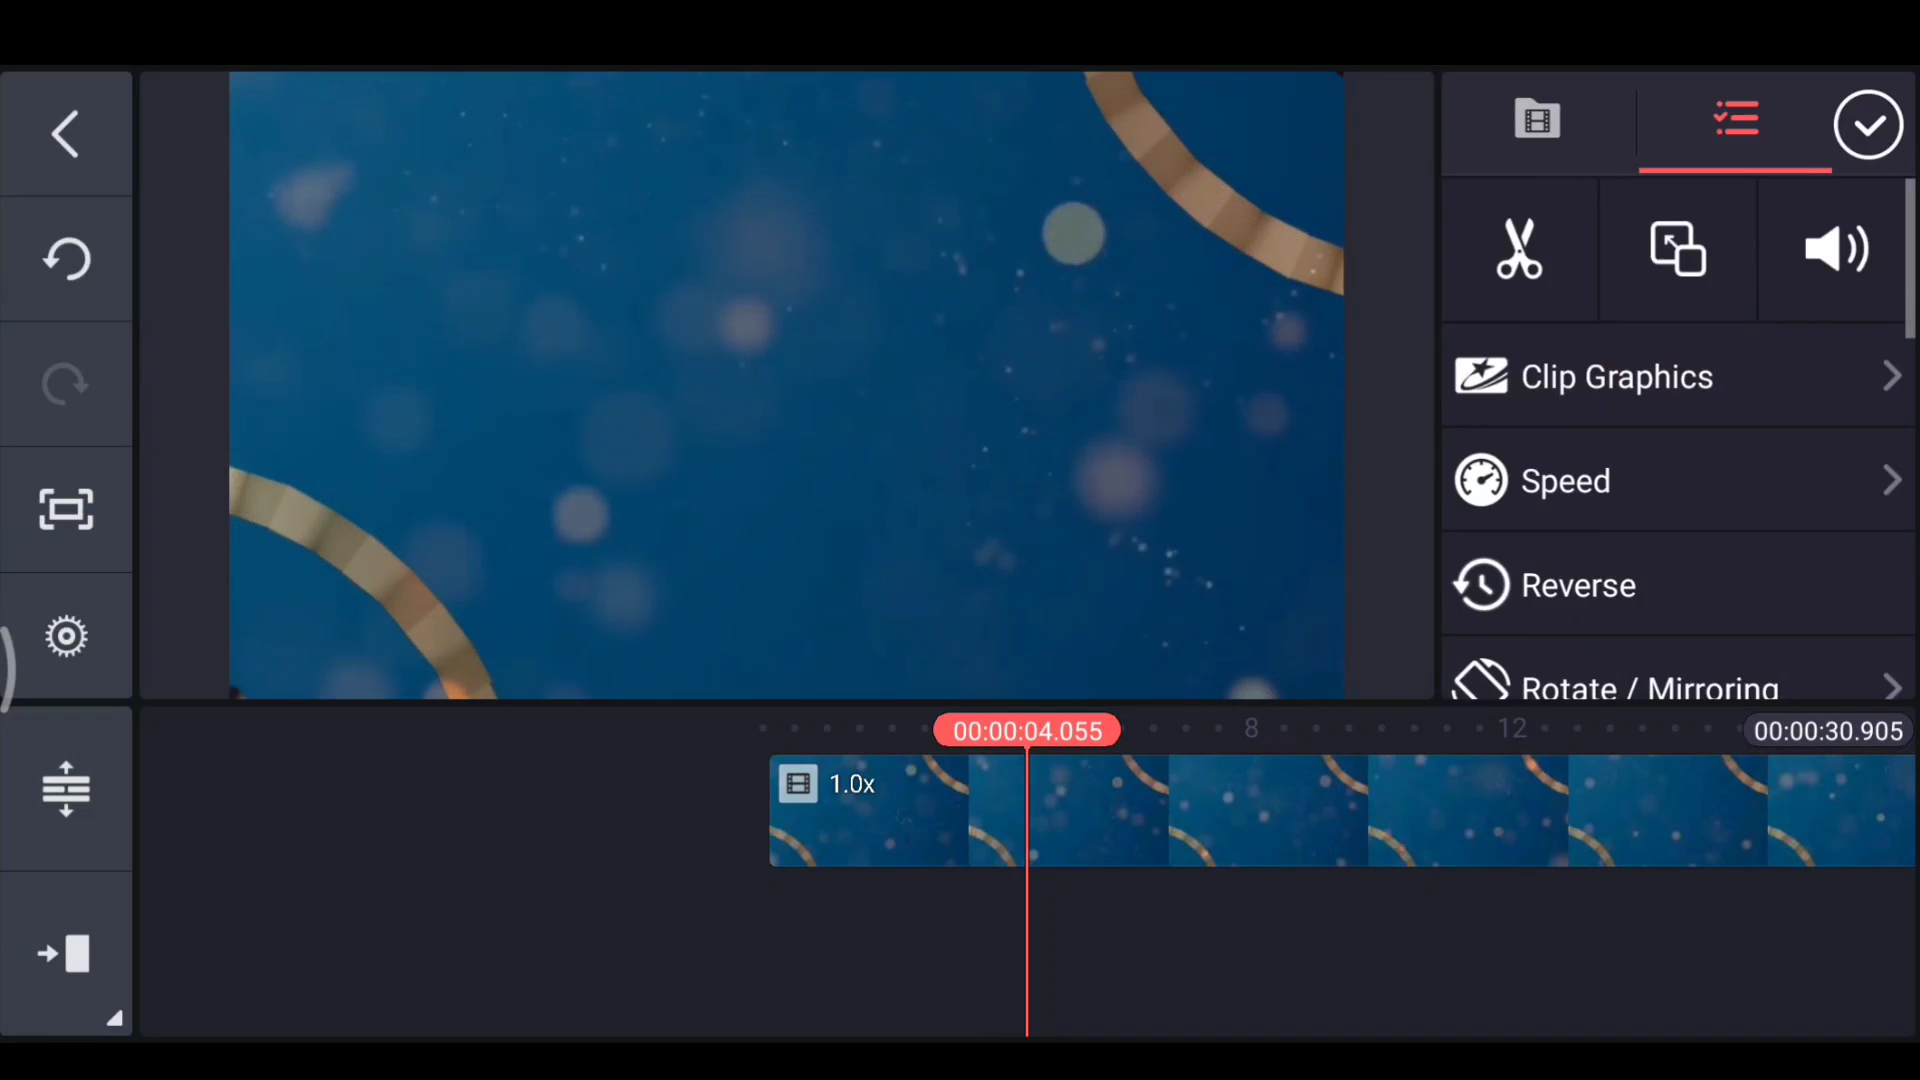 Clip Graphics
Speed
Reverse
Rotate / Mirroring
00:00:04.055
8
12
00:00:30.905
1.0x